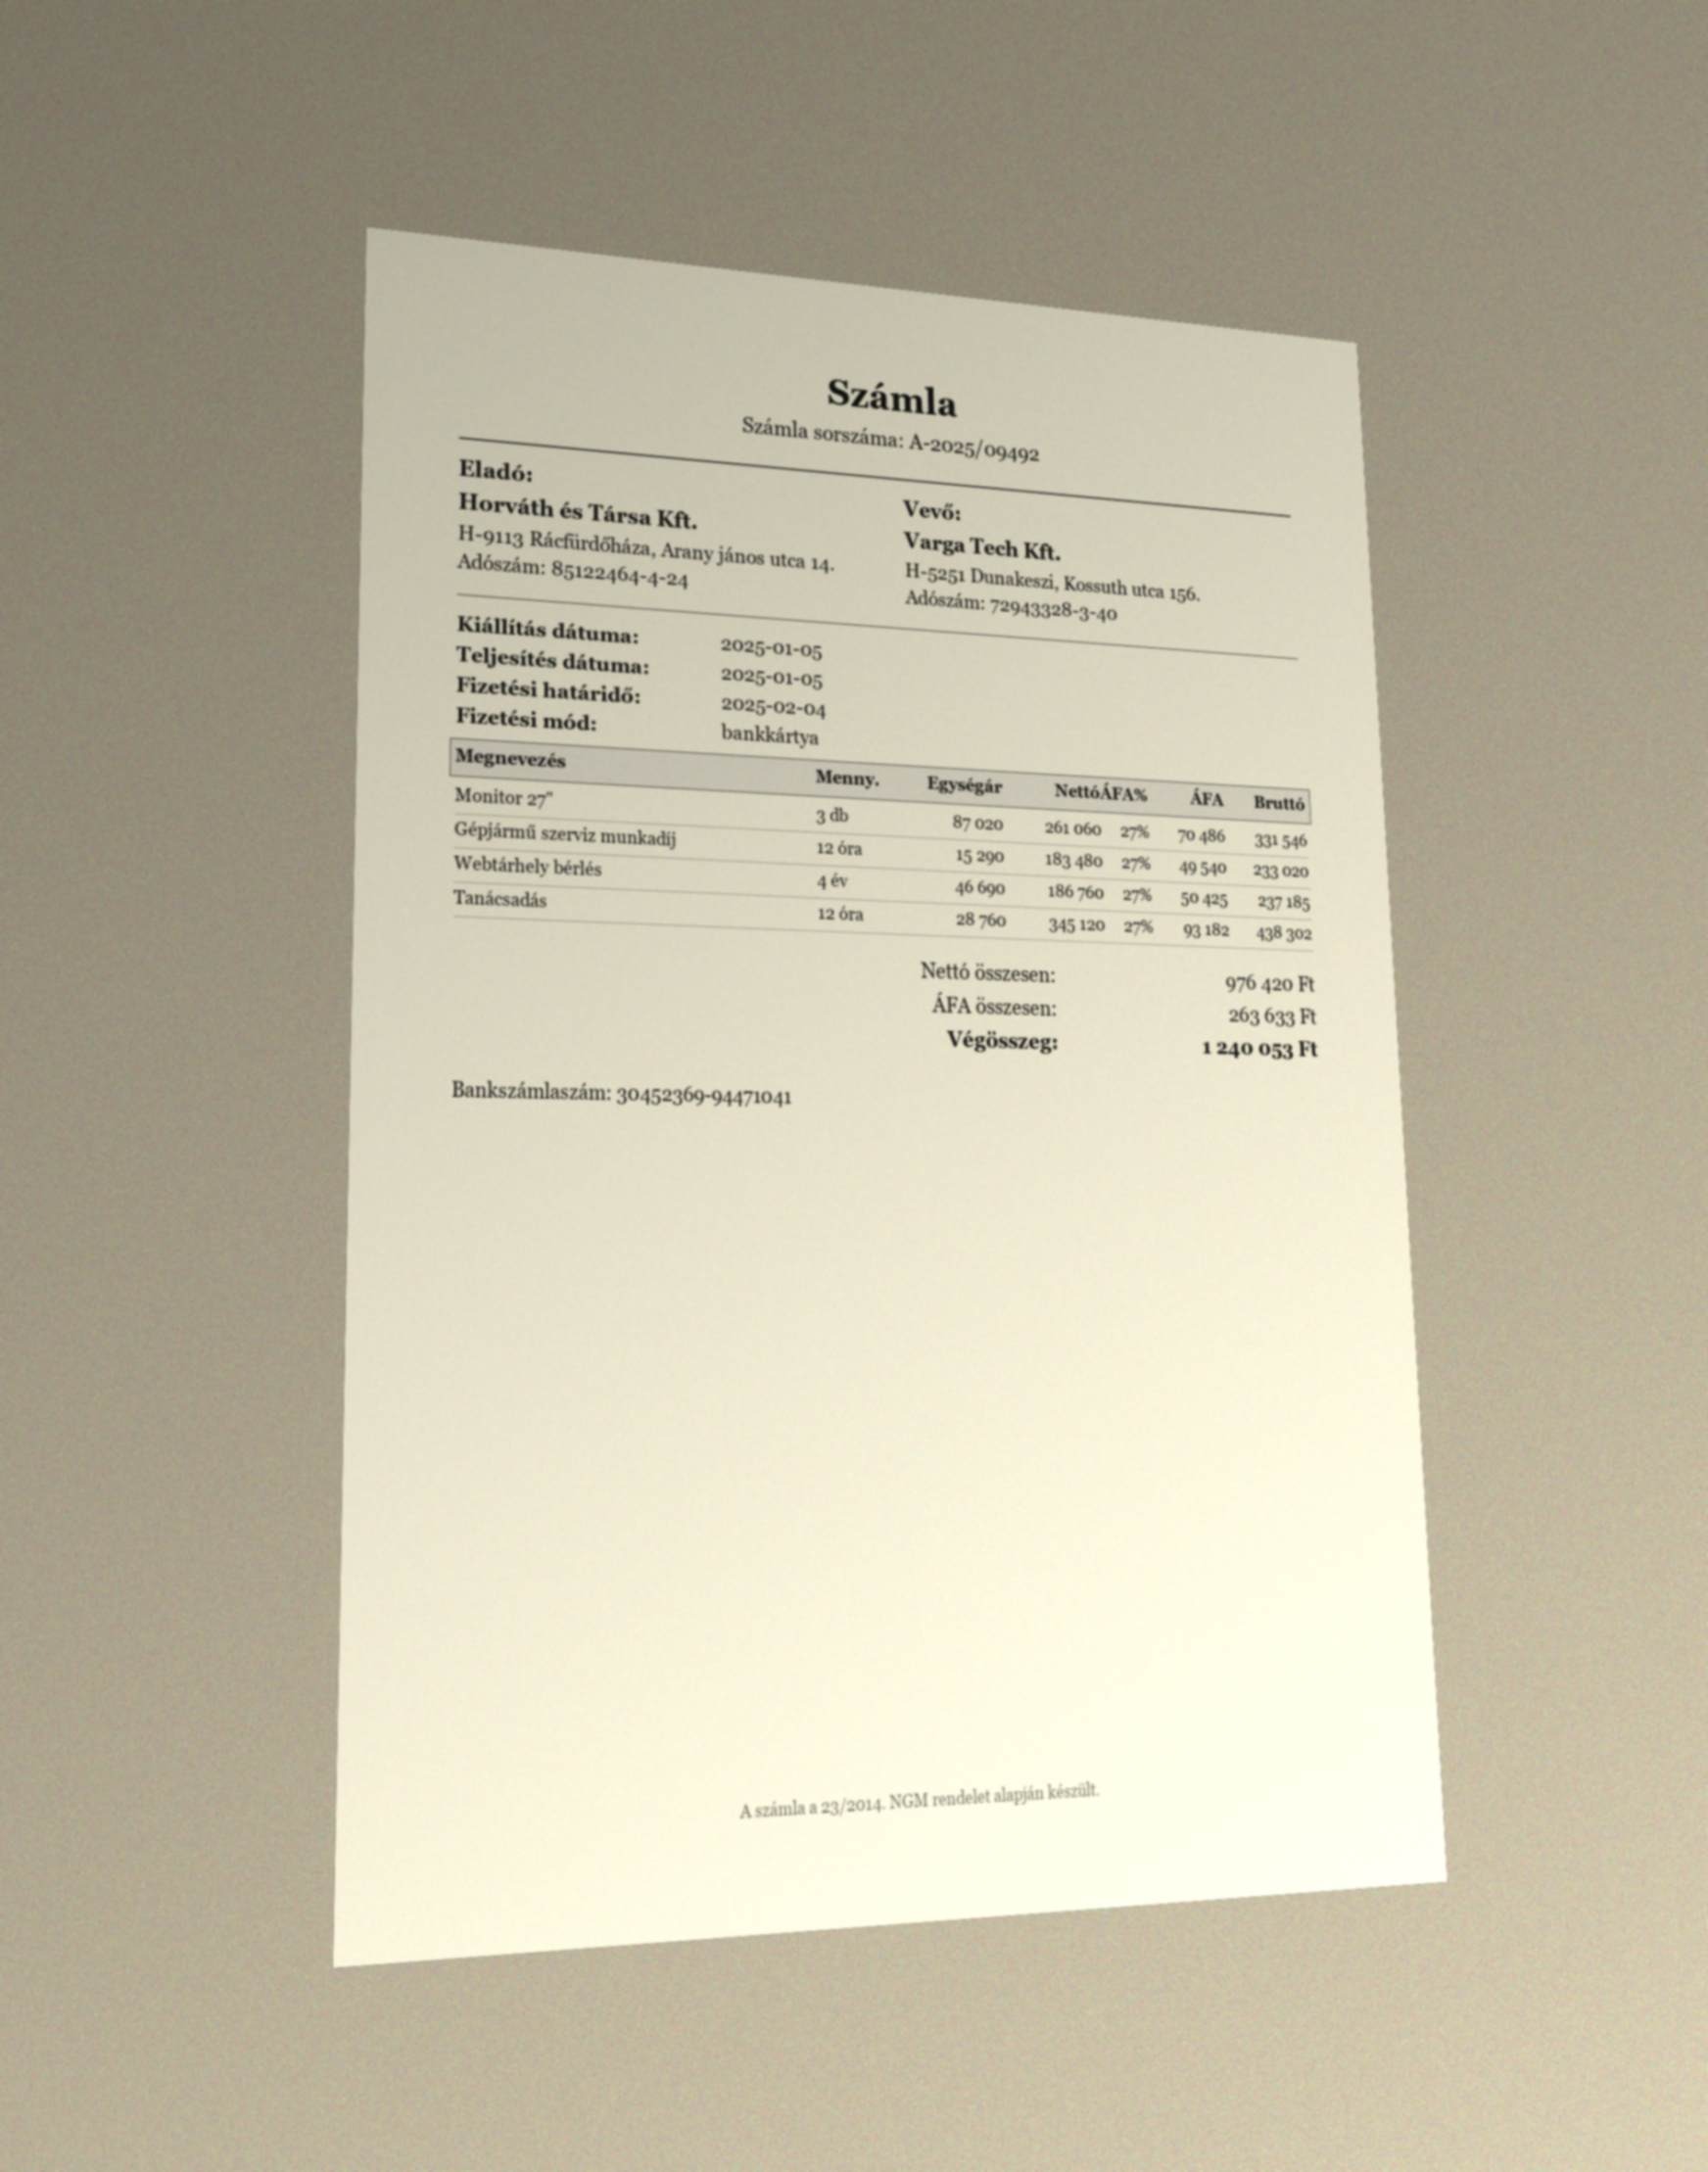 Számla
Számla sorszáma: A-2025/09492
Eladó:
Horváth és Társa Kft.
H-9113 Rácfürdőháza, Arany jános utca 14.
Adószám: 85122464-4-24
Vevő:
Varga Tech Kft.
H-5251 Dunakeszi, Kossuth utca 156.
Adószám: 72943328-3-40
Kiállítás dátuma: 2025-01-05
Teljesítés dátuma: 2025-01-05
Fizetési határidő: 2025-02-04
Fizetési mód: bankkártya
Megnevezés Menny. Egységár Nettó ÁFA% ÁFA Bruttó
Monitor 27" 3 db 87 020 261 060 27% 70 486 331 546
Gépjármű szerviz munkadíj 12 óra 15 290 183 480 27% 49 540 233 020
Webtárhely bérlés 4 év 46 690 186 760 27% 50 425 237 185
Tanácsadás 12 óra 28 760 345 120 27% 93 182 438 302
Nettó összesen: 976 420 Ft
ÁFA összesen: 263 633 Ft
Végösszeg: 1 240 053 Ft
Bankszámlaszám: 30452369-94471041
A számla a 23/2014. NGM rendelet alapján készült.